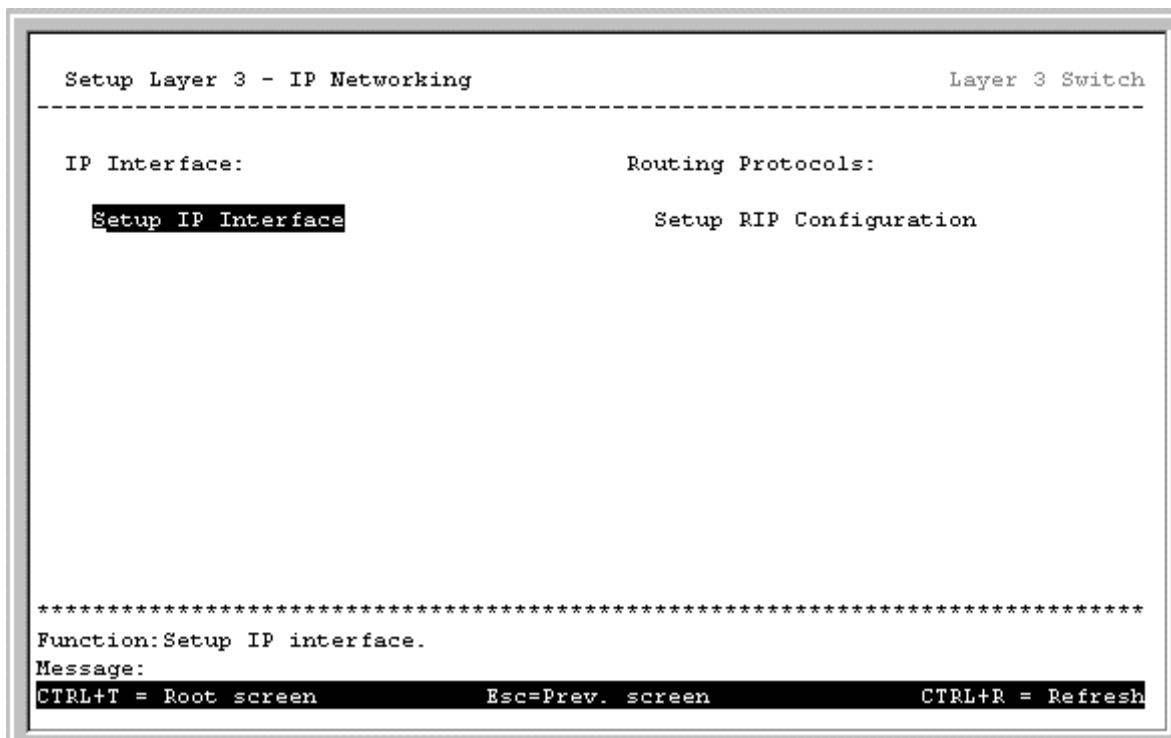 Setup Layer 3 - IP Networking Layer 3 Switch
--------------------------------------------------------------------------------
IP Interface: Routing Protocols:
Setup IP Interface Setup RIP Configuration
********************************************************************************
Function:Setup IP interface.
Message:
CTRL+T = Root screen Esc=Prev. screen CTRL+R = Refresh